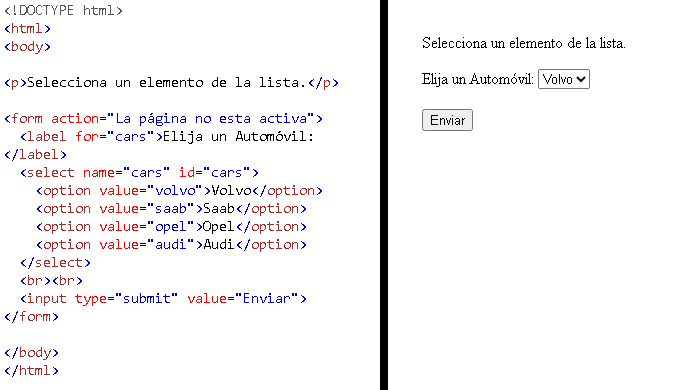 <!DOCTYPE html>
<html>
<body>
<p>Selecciona un elemento de la lista.</p>
<form action="La página no esta activa">
<label for="cars">Elija un Automóvil:
</label>
<select name="cars" id="cars">
<option value="volvo">Volvo</option>
<option value="saab">Saab</option>
<option value="opel">Opel</option>
<option value="audi">Audi</option>
</select>
<br><br>
<input type="submit" value="Enviar">
</form>
</body>
</html>
Selecciona un elemento de la lista.
Elija un Automóvil: Volvo
Enviar